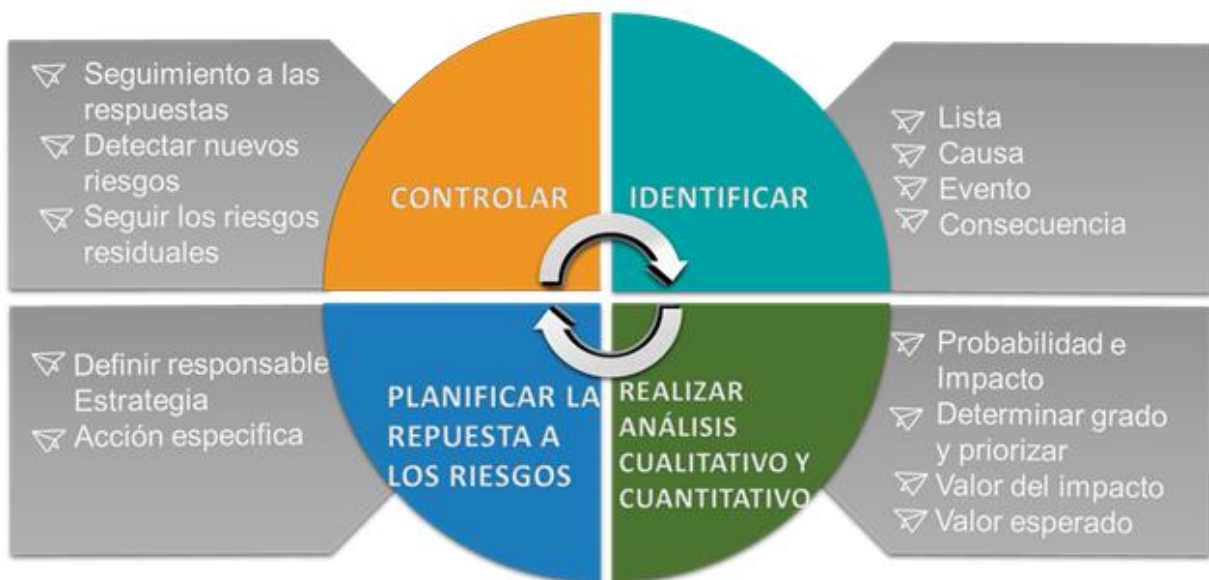 Seguimiento a las
respuestas
Detectar nuevos
riesgos
Seguir los riesgos
residuales
CONTROLAR
IDENTIFICAR
Lista
Causa
Evento
Consecuencia
Definir responsable
Estrategia
Acción especifica
PLANIFICAR LA
REPUESTA A
LOS RIESGOS
REALIZAR
ANÁLISIS
CUALITATIVO Y
CUANTITATIVO
Probabilidad e
Impacto
Determinar grado
y priorizar
Valor del impacto
Valor esperado